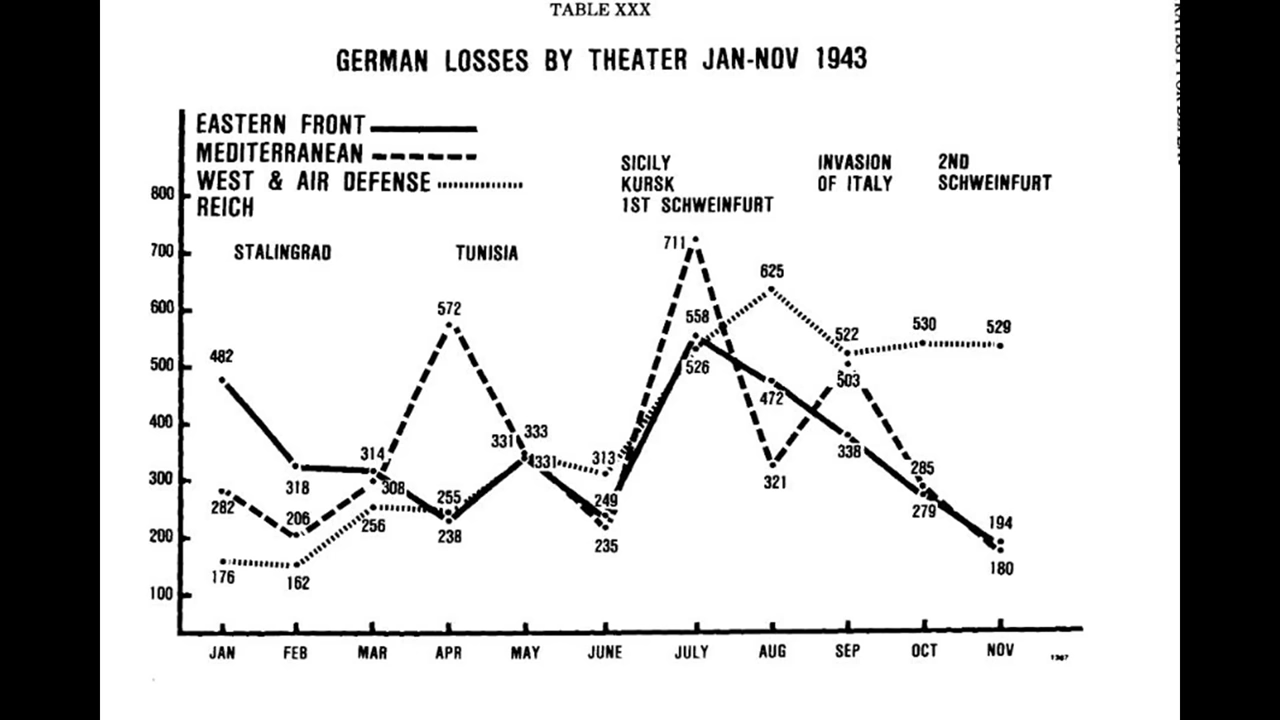 TABLE XXX
GERMAN LOSSES BY THEATER JAN-NOV 1943
EASTERN FRONT
MEDITERRANEAN
WEST & AIR DEFENSE
REICH
SICILY
KURSK
1ST SCHWEINFURT
INVASION
OF ITALY
2ND
SCHWEINFURT
STALINGRAD
TUNISIA
800
700
600
500
400
300
200
100
482
318
314
238
331
249
558
472
338
279
194
282
206
308
572
333
235
711
321
503
285
180
176
162
256
255
331
313
526
625
522
530
529
JAN FEB MAR APR MAY JUNE JULY AUG SEP OCT NOV